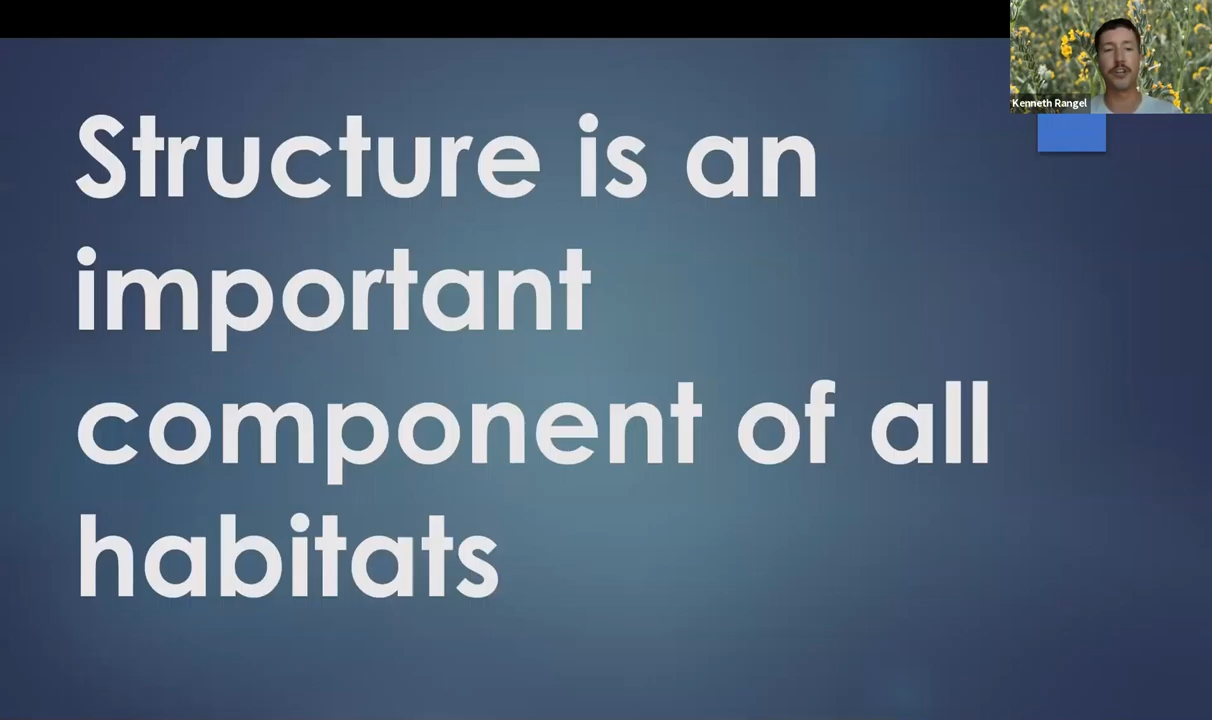 Kenneth Rangel
Structure is an
important
component of all
habitats